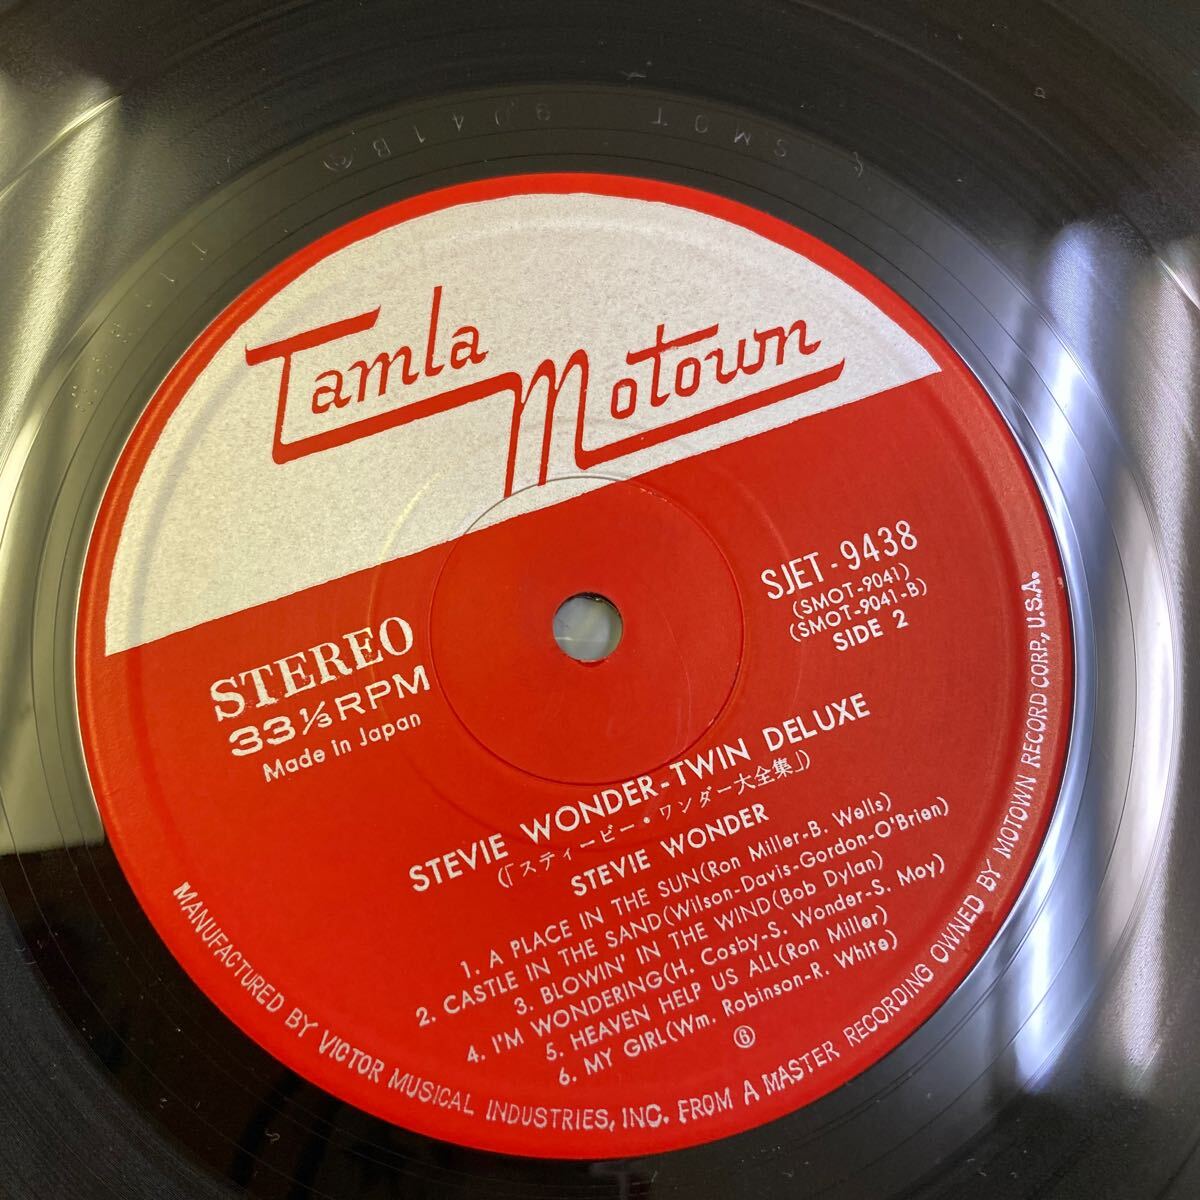 SMOT 9041B
Tamla Motown
STEREO
33 1/3 RPM
Made in Japan
SJET-9438
(SMOT-9041)
(SMOT-9041-B)
SIDE 2
STEVIE WONDER-TWIN DELUXE
(「スティービー・ワンダー大全集」)
STEVIE WONDER
1. A PLACE IN THE SUN(Ron Miller-B. Wells)
2. CASTLE IN THE SAND(Wilson-Davis-Gordon-O'Brien)
3. BLOWIN' IN THE WIND(Bob Dylan)
4. I'M WONDERING(H. Cosby-S. Wonder-S. Moy)
5. HEAVEN HELP US ALL(Ron Miller)
6. MY GIRL(Wm. Robinson-R. White)
⑥
MANUFACTURED BY VICTOR MUSICAL INDUSTRIES, INC. FROM A MASTER RECORDING OWNED BY MOTOWN RECORD CORP., U.S.A.